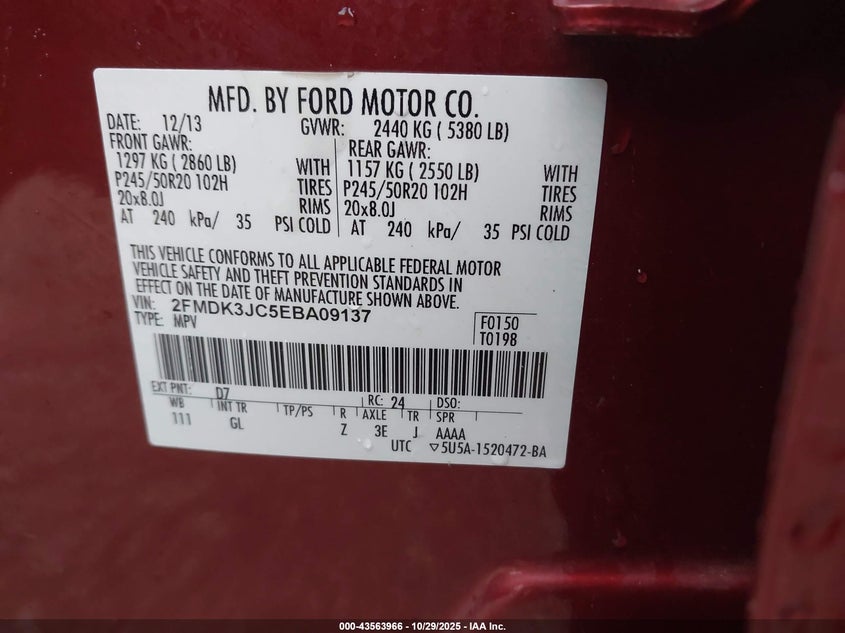 MFD. BY FORD MOTOR CO.
DATE: 12/13 GVWR: 2440 KG ( 5380 LB)
FRONT GAWR: REAR GAWR:
1297 KG ( 2860 LB) WITH 1157 KG ( 2550 LB) WITH
P245/50R20 102H TIRES P245/50R20 102H TIRES
20x8.0J RIMS 20x8.0J RIMS
AT 240 kPa/ 35 PSI COLD AT 240 kPa/ 35 PSI COLD
THIS VEHICLE CONFORMS TO ALL APPLICABLE FEDERAL MOTOR
VEHICLE SAFETY AND THEFT PREVENTION STANDARDS IN
EFFECT ON THE DATE OF MANUFACTURE SHOWN ABOVE.
VIN: 2FMDK3JC5EBA09137
TYPE: MPV F0150
T0198
EXT PNT: D7 RC: 24 DSO:
WB INT TR TP/PS R AXLE TR SPR
111 GL Z 3E J AAAA
UTC ▽5U5A-1520472-BA
000-43563966 - 10/29/2025 - IAA Inc.